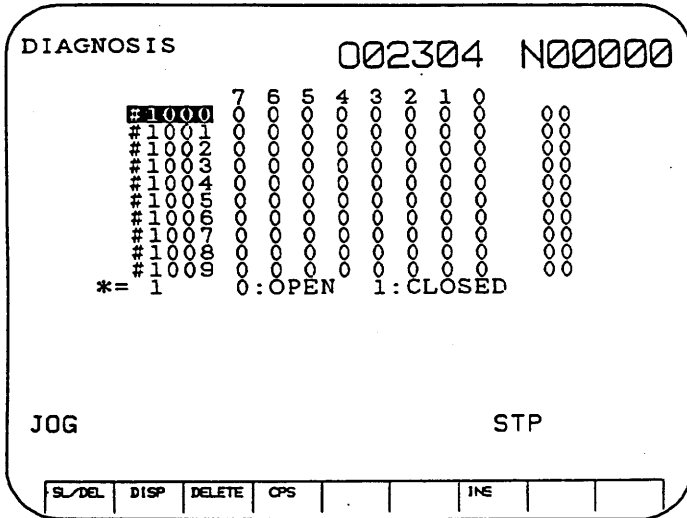 DIAGNOSIS O02304 N00000
7 6 5 4 3 2 1 0
#1000 0 0 0 0 0 0 0 0 00
#1001 0 0 0 0 0 0 0 0 00
#1002 0 0 0 0 0 0 0 0 00
#1003 0 0 0 0 0 0 0 0 00
#1004 0 0 0 0 0 0 0 0 00
#1005 0 0 0 0 0 0 0 0 00
#1006 0 0 0 0 0 0 0 0 00
#1007 0 0 0 0 0 0 0 0 00
#1008 0 0 0 0 0 0 0 0 00
#1009 0 0 0 0 0 0 0 0 00
*= 1 0:OPEN 1:CLOSED
JOG STP
SL/DEL DISP DELETE CPS INS